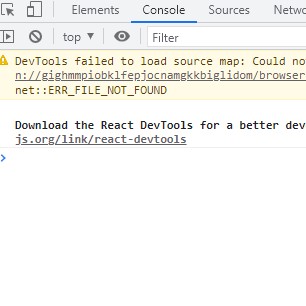 Elements Console Sources Netwo
top Filter
DevTools failed to load source map: Could no
n://gighmmpiobklfepjocnamgkkbiglidom/browser
net::ERR_FILE_NOT_FOUND
Download the React DevTools for a better dev
js.org/link/react-devtools